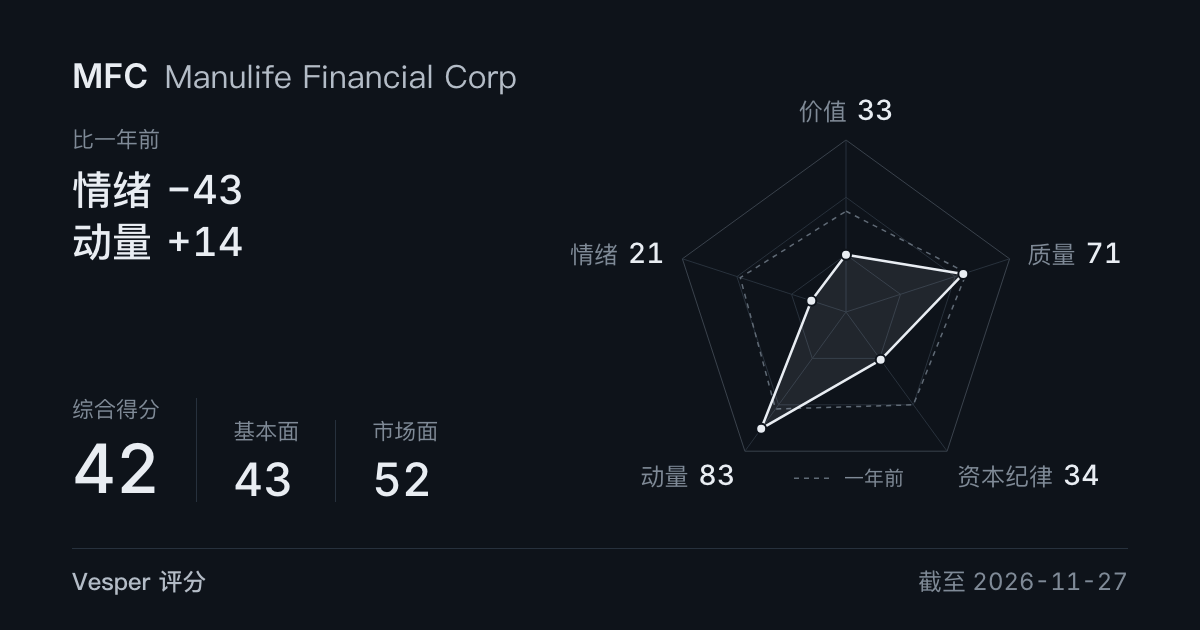 MFC Manulife Financial Corp
比一年前
情绪 −43
动量 +14
综合得分
42
基本面
43
市场面
52
价值 33
质量 71
资本纪律 34
动量 83
情绪 21
一年前
Vesper 评分
截至 2026-11-27